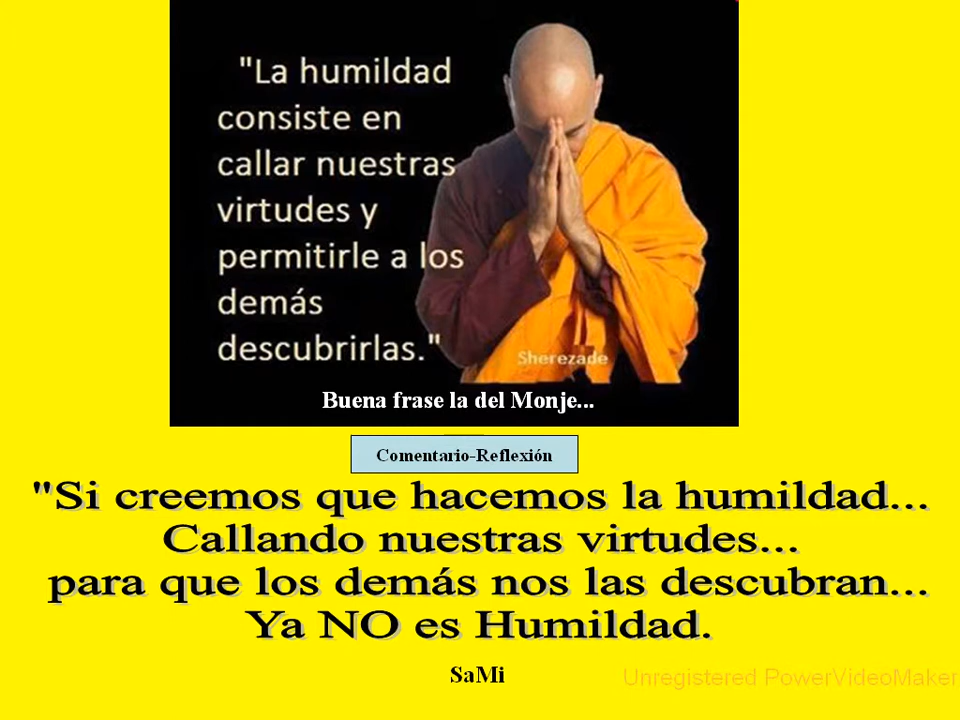 "La humildad
consiste en
callar nuestras
virtudes y
permitirle a los
demás
descubrirlas."
Sherezade
Buena frase la del Monje...
Comentario-Reflexión
"Si creemos que hacemos la humildad...
Callando nuestras virtudes...
para que los demás nos las descubran...
Ya NO es Humildad.
SaMi
Unregistered PowerVideoMaker